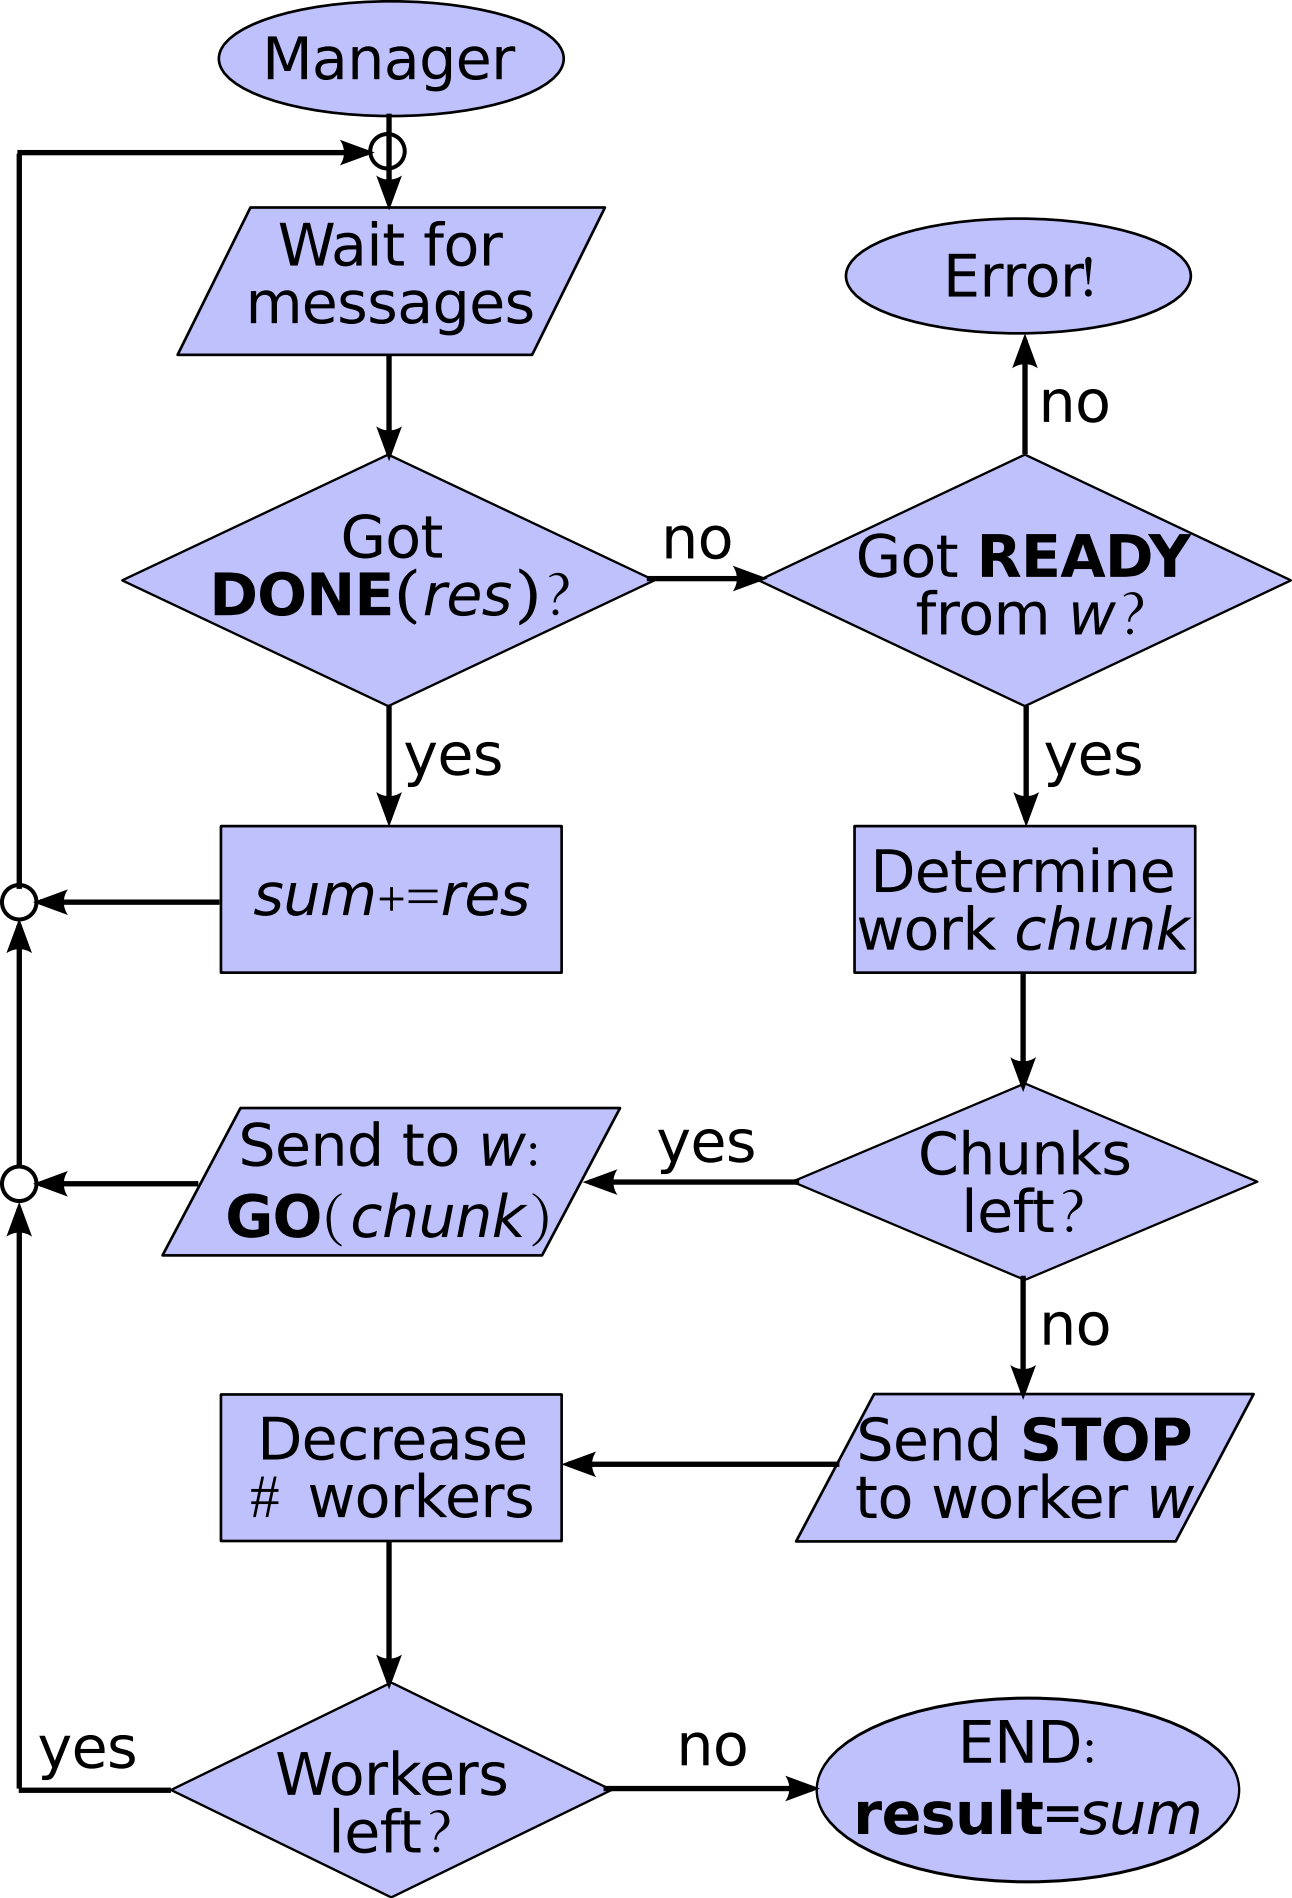 Manager
Wait for
messages
Error!
no
Got
DONE(res)?
no
Got READY
from w?
yes
yes
sum+=res
Determine
work chunk
Send to w:
GO(chunk)
yes
Chunks
left?
no
Decrease
# workers
Send STOP
to worker w
yes
Workers
left?
no
END:
result=sum